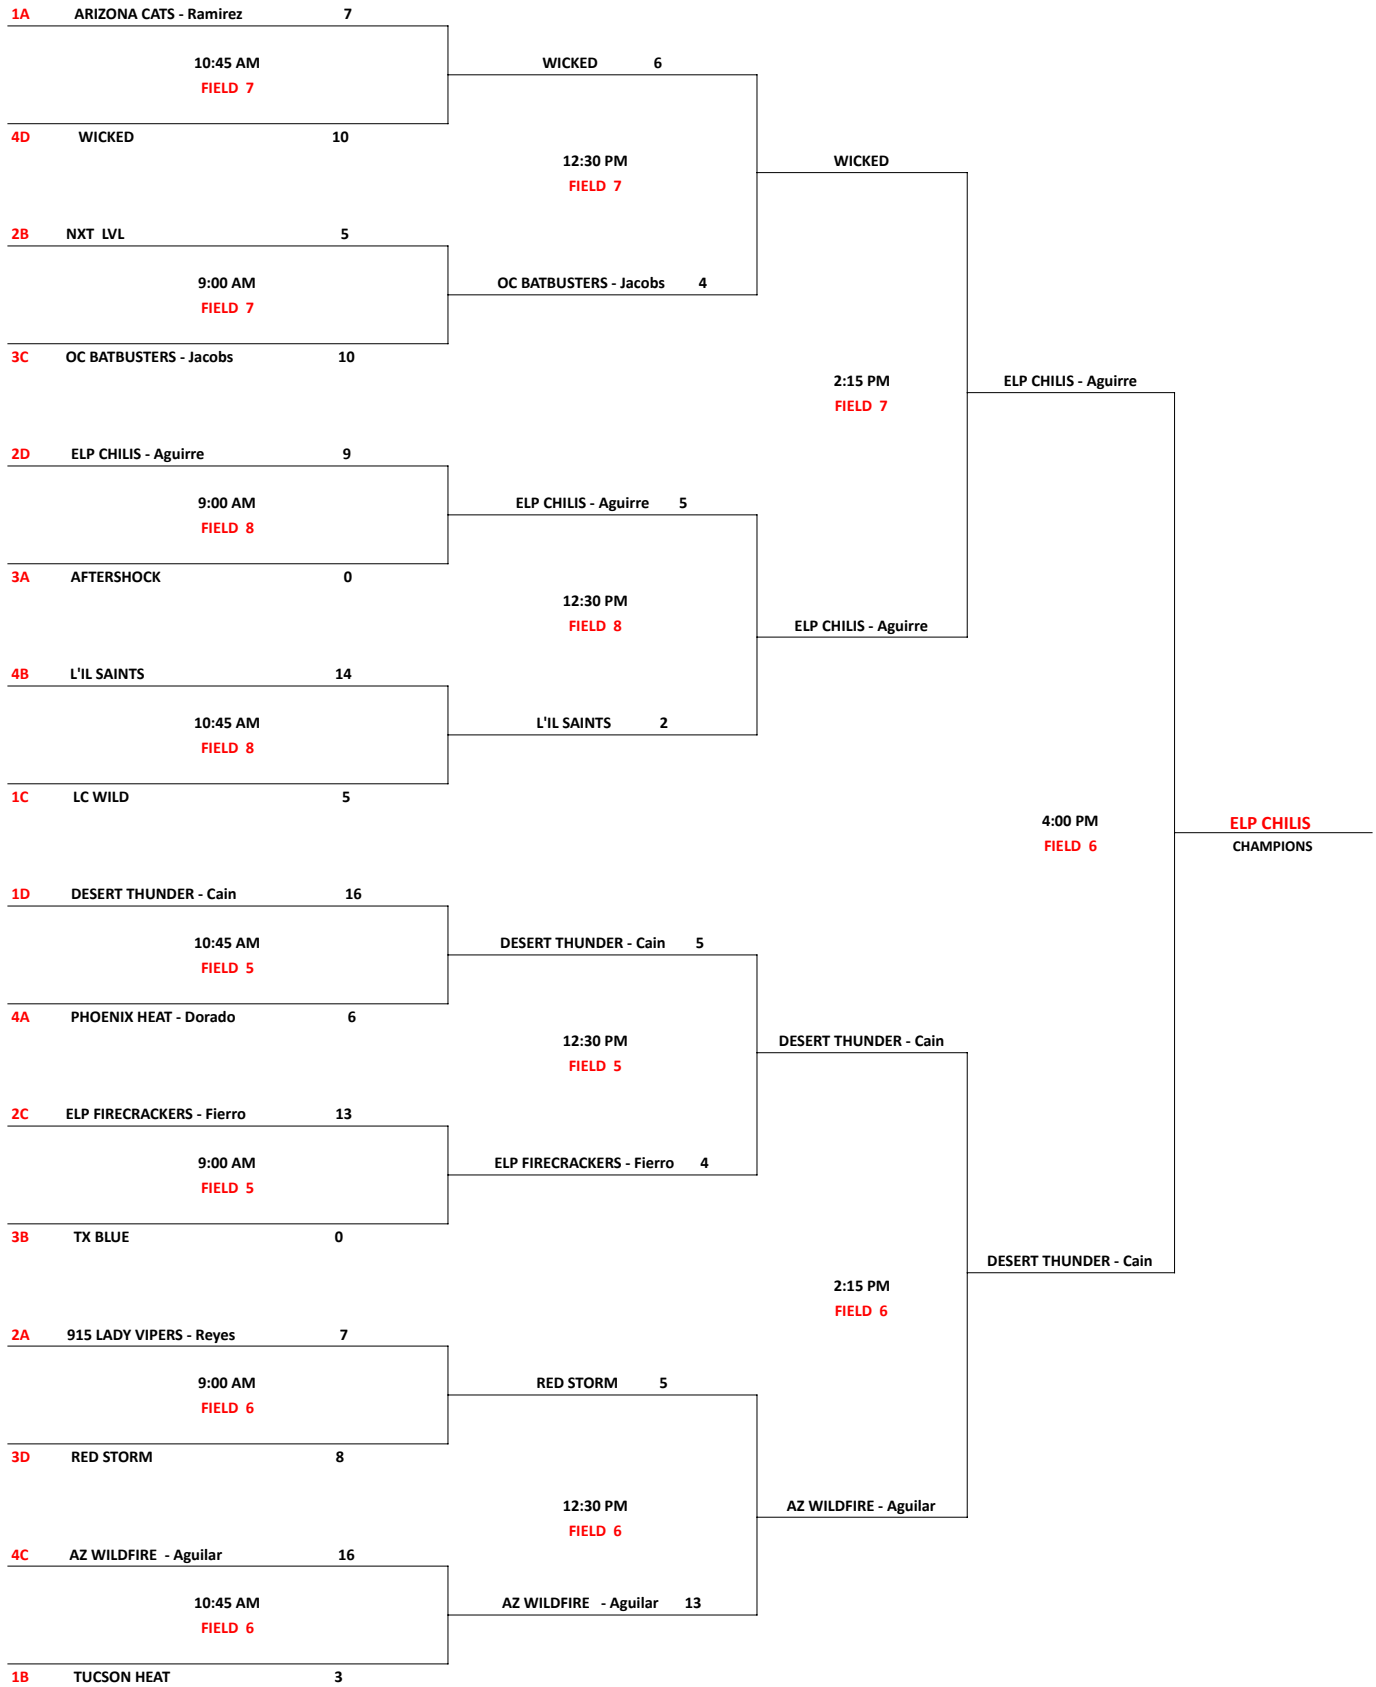 1A ARIZONA CATS - Ramirez 7
10:45 AM
WICKED 6
FIELD 7
4D WICKED 10
12:30 PM
WICKED
FIELD 7
2B NXT LVL 5
9:00 AM
OC BATBUSTERS - Jacobs 4
FIELD 7
3C OC BATBUSTERS - Jacobs 10
2:15 PM
ELP CHILIS - Aguirre
FIELD 7
2D ELP CHILIS - Aguirre 9
9:00 AM
ELP CHILIS - Aguirre 5
FIELD 8
3A AFTERSHOCK 0
12:30 PM
FIELD 8
ELP CHILIS - Aguirre
4B L'IL SAINTS 14
10:45 AM
L'IL SAINTS 2
FIELD 8
1C LC WILD 5
4:00 PM
ELP CHILIS
FIELD 6
CHAMPIONS
1D DESERT THUNDER - Cain 16
10:45 AM
DESERT THUNDER - Cain 5
FIELD 5
4A PHOENIX HEAT - Dorado 6
12:30 PM
DESERT THUNDER - Cain
FIELD 5
2C ELP FIRECRACKERS - Fierro 13
9:00 AM
ELP FIRECRACKERS - Fierro 4
FIELD 5
3B TX BLUE 0
DESERT THUNDER - Cain
2:15 PM
FIELD 6
2A 915 LADY VIPERS - Reyes 7
9:00 AM
RED STORM 5
FIELD 6
3D RED STORM 8
12:30 PM
AZ WILDFIRE - Aguilar
FIELD 6
4C AZ WILDFIRE - Aguilar 16
10:45 AM
AZ WILDFIRE - Aguilar 13
FIELD 6
1B TUCSON HEAT 3